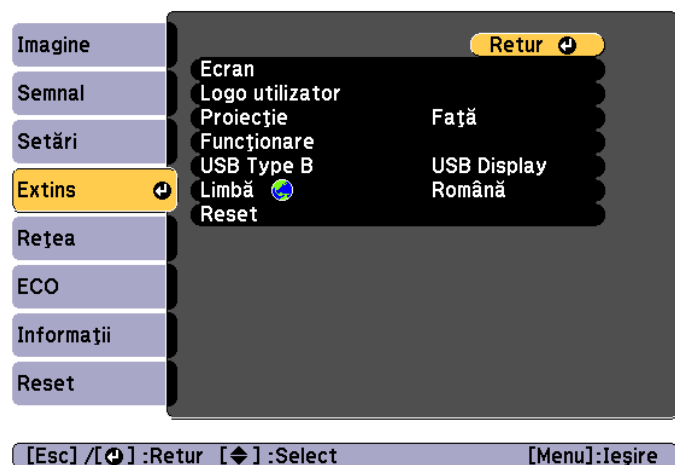 Imagine
Semnal
Setări
Extins
Reţea
ECO
Informaţii
Reset
Retur
Ecran
Logo utilizator
Proiecţie Faţă
Funcţionare
USB Type B USB Display
Limbă Română
Reset
[Esc] /[ ] :Retur [ ] :Select [Menu]:Ieşire